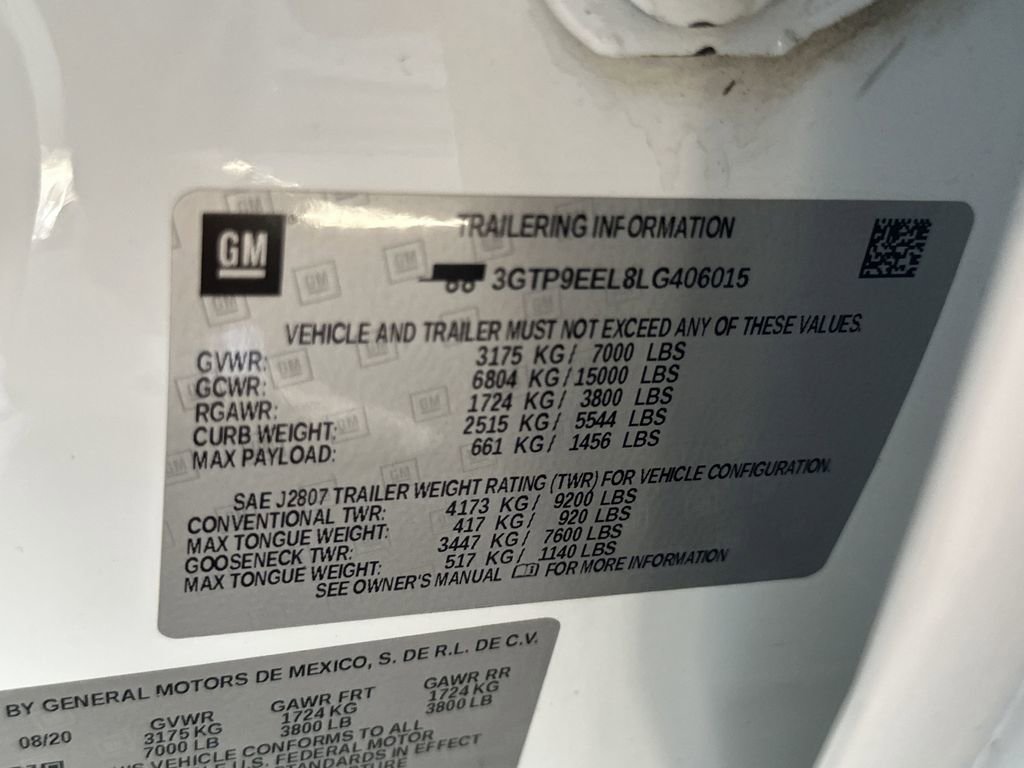 GM
TRAILERING INFORMATION
3GTP9EEL8LG406015
VEHICLE AND TRAILER MUST NOT EXCEED ANY OF THESE VALUES.
GVWR: 3175 KG/ 7000 LBS
GCWR: 6804 KG/15000 LBS
RGAWR: 1724 KG/ 3800 LBS
CURB WEIGHT: 2515 KG/ 5544 LBS
MAX PAYLOAD: 661 KG/ 1456 LBS
SAE J2807 TRAILER WEIGHT RATING (TWR) FOR VEHICLE CONFIGURATION.
CONVENTIONAL TWR: 4173 KG/ 9200 LBS
MAX TONGUE WEIGHT: 417 KG/ 920 LBS
GOOSENECK TWR: 3447 KG/ 7600 LBS
MAX TONGUE WEIGHT: 517 KG/ 1140 LBS
SEE OWNER'S MANUAL FOR MORE INFORMATION
BY GENERAL MOTORS DE MEXICO, S. DE R.L. DE C.V.
08/20 GVWR GAWR FRT GAWR RR
3175 KG 1724 KG 1724 KG
7000 LB 3800 LB 3800 LB
VEHICLE CONFORMS TO ALL
U.S. FEDERAL MOTOR
STANDARDS IN EFFECT